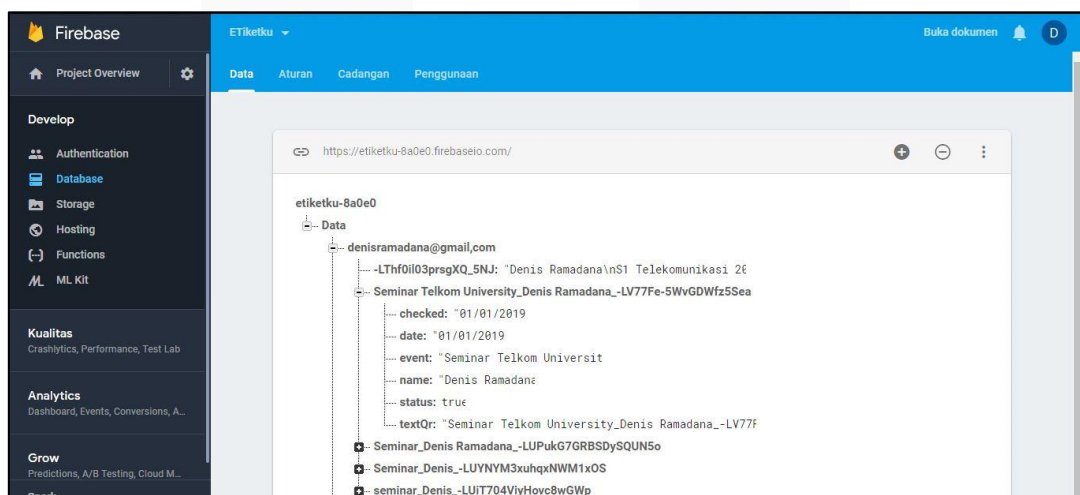 Firebase
ETiketku
Buka dokumen
D
Project Overview
Data Aturan Cadangan Penggunaan
Develop
Authentication
Database
Storage
Hosting
Functions
ML Kit
Kualitas
Crashlytics, Performance, Test Lab
Analytics
Dashboard, Events, Conversions, A...
Grow
Predictions, A/B Testing, Cloud M...
https://etiketku-8a0e0.firebaseio.com/
etiketku-8a0e0
Data
denisramadana@gmail,com
-LThf0il03prsgXQ_5NJ: "Denis Ramadana\nS1 Telekomunikasi 20
Seminar Telkom University_Denis Ramadana_-LV77Fe-5WvGDWfz5Sea
checked: "01/01/2019
date: "01/01/2019
event: "Seminar Telkom Universit
name: "Denis Ramadana
status: true
textQr: "Seminar Telkom University_Denis Ramadana_-LV77F
Seminar_Denis Ramadana_-LUPukG7GRBSDySQUN5o
Seminar_Denis_-LUYNYM3xuhqxNWM1xOS
seminar_Denis_-LUiT704ViyHovc8wGWp